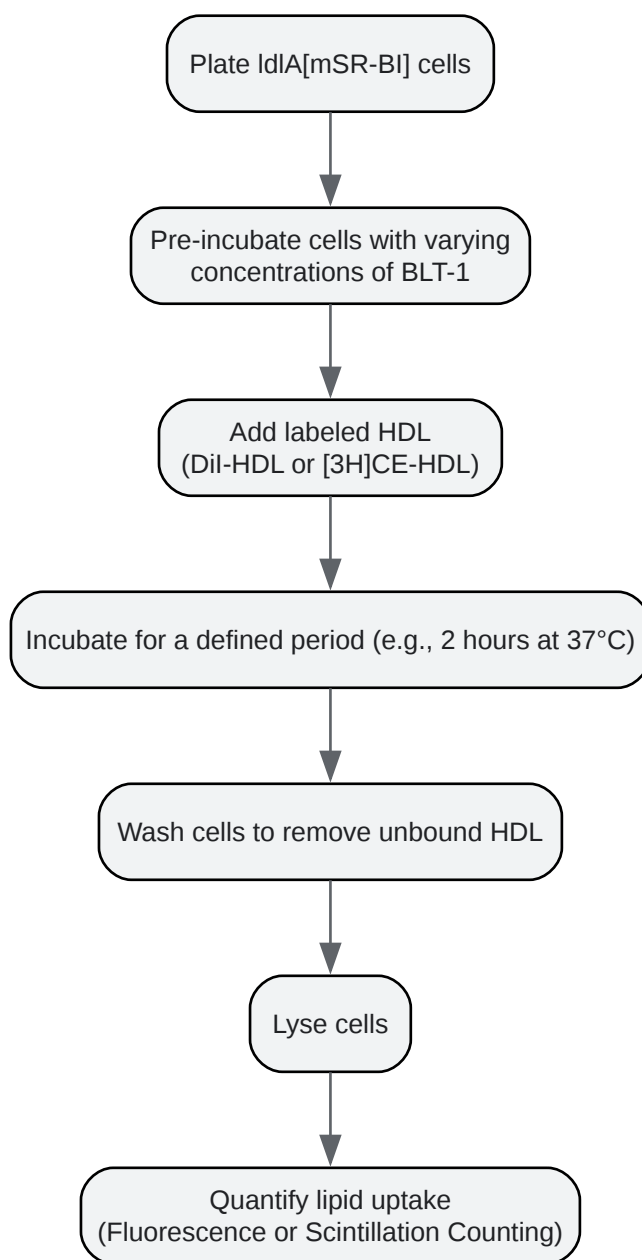 Plate ldlA[mSR-BI] cells
Pre-incubate cells with varying
concentrations of BLT-1
Add labeled HDL
(DiI-HDL or [3H]CE-HDL)
Incubate for a defined period (e.g., 2 hours at 37°C)
Wash cells to remove unbound HDL
Lyse cells
Quantify lipid uptake
(Fluorescence or Scintillation Counting)